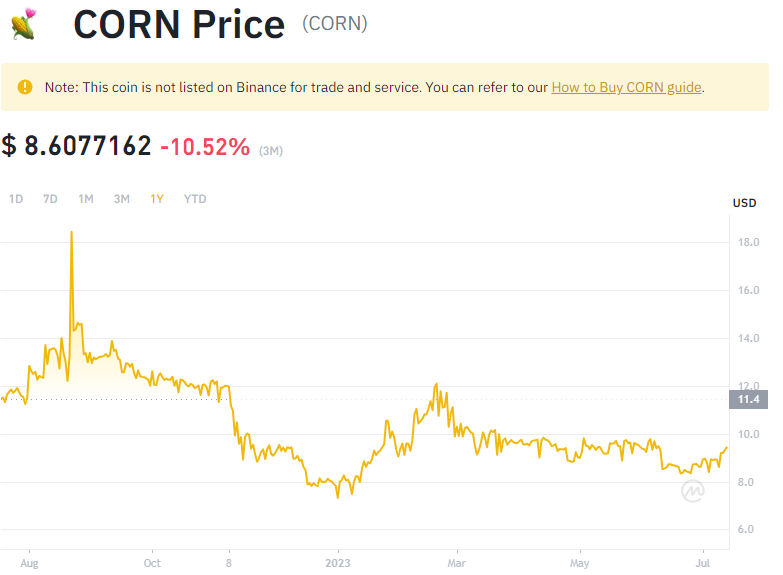 CORN Price (CORN)
Note: This coin is not listed on Binance for trade and service. You can refer to our How to Buy CORN guide.
$ 8.6077162 -10.52% (3M)
1D 7D 1M 3M 1Y YTD
USD
18.0
16.0
14.0
12.0
11.4
10.0
8.0
6.0
Aug Oct 8 2023 Mar May Jul